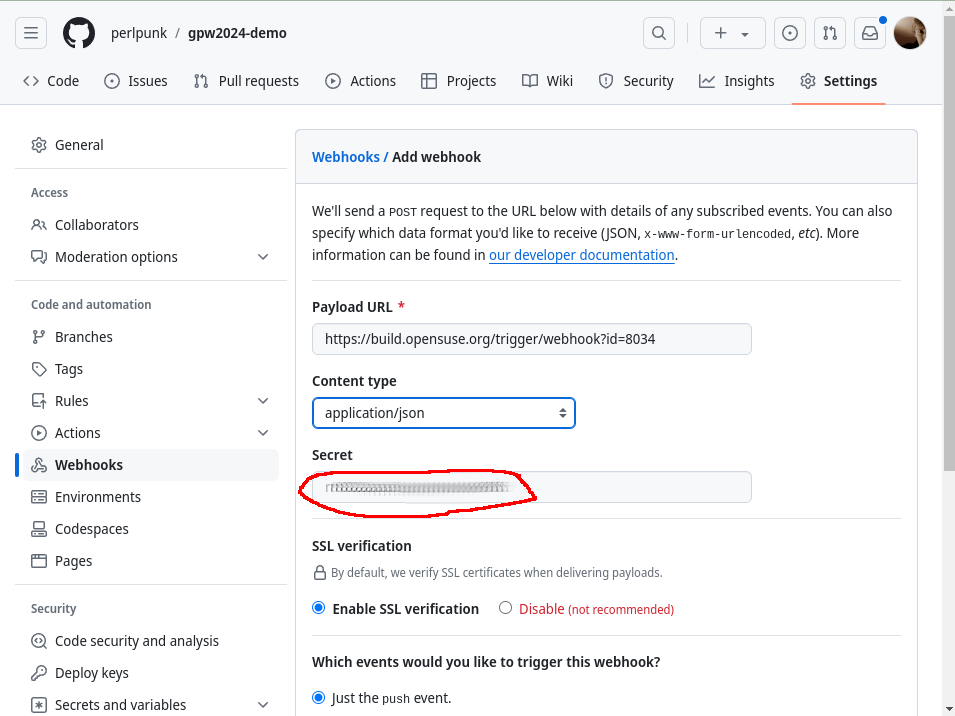 perlpunk / gpw2024-demo
Code Issues Pull requests Actions Projects Wiki Security Insights Settings
General
Access
Collaborators
Moderation options
Code and automation
Branches
Tags
Rules
Actions
Webhooks
Environments
Codespaces
Pages
Security
Code security and analysis
Deploy keys
Secrets and variables
Webhooks / Add webhook
We'll send a POST request to the URL below with details of any subscribed events. You can also
specify which data format you'd like to receive (JSON, x-www-form-urlencoded, etc). More
information can be found in our developer documentation.
Payload URL *
https://build.opensuse.org/trigger/webhook?id=8034
Content type
application/json
Secret
SSL verification
By default, we verify SSL certificates when delivering payloads.
Enable SSL verification Disable (not recommended)
Which events would you like to trigger this webhook?
Just the push event.